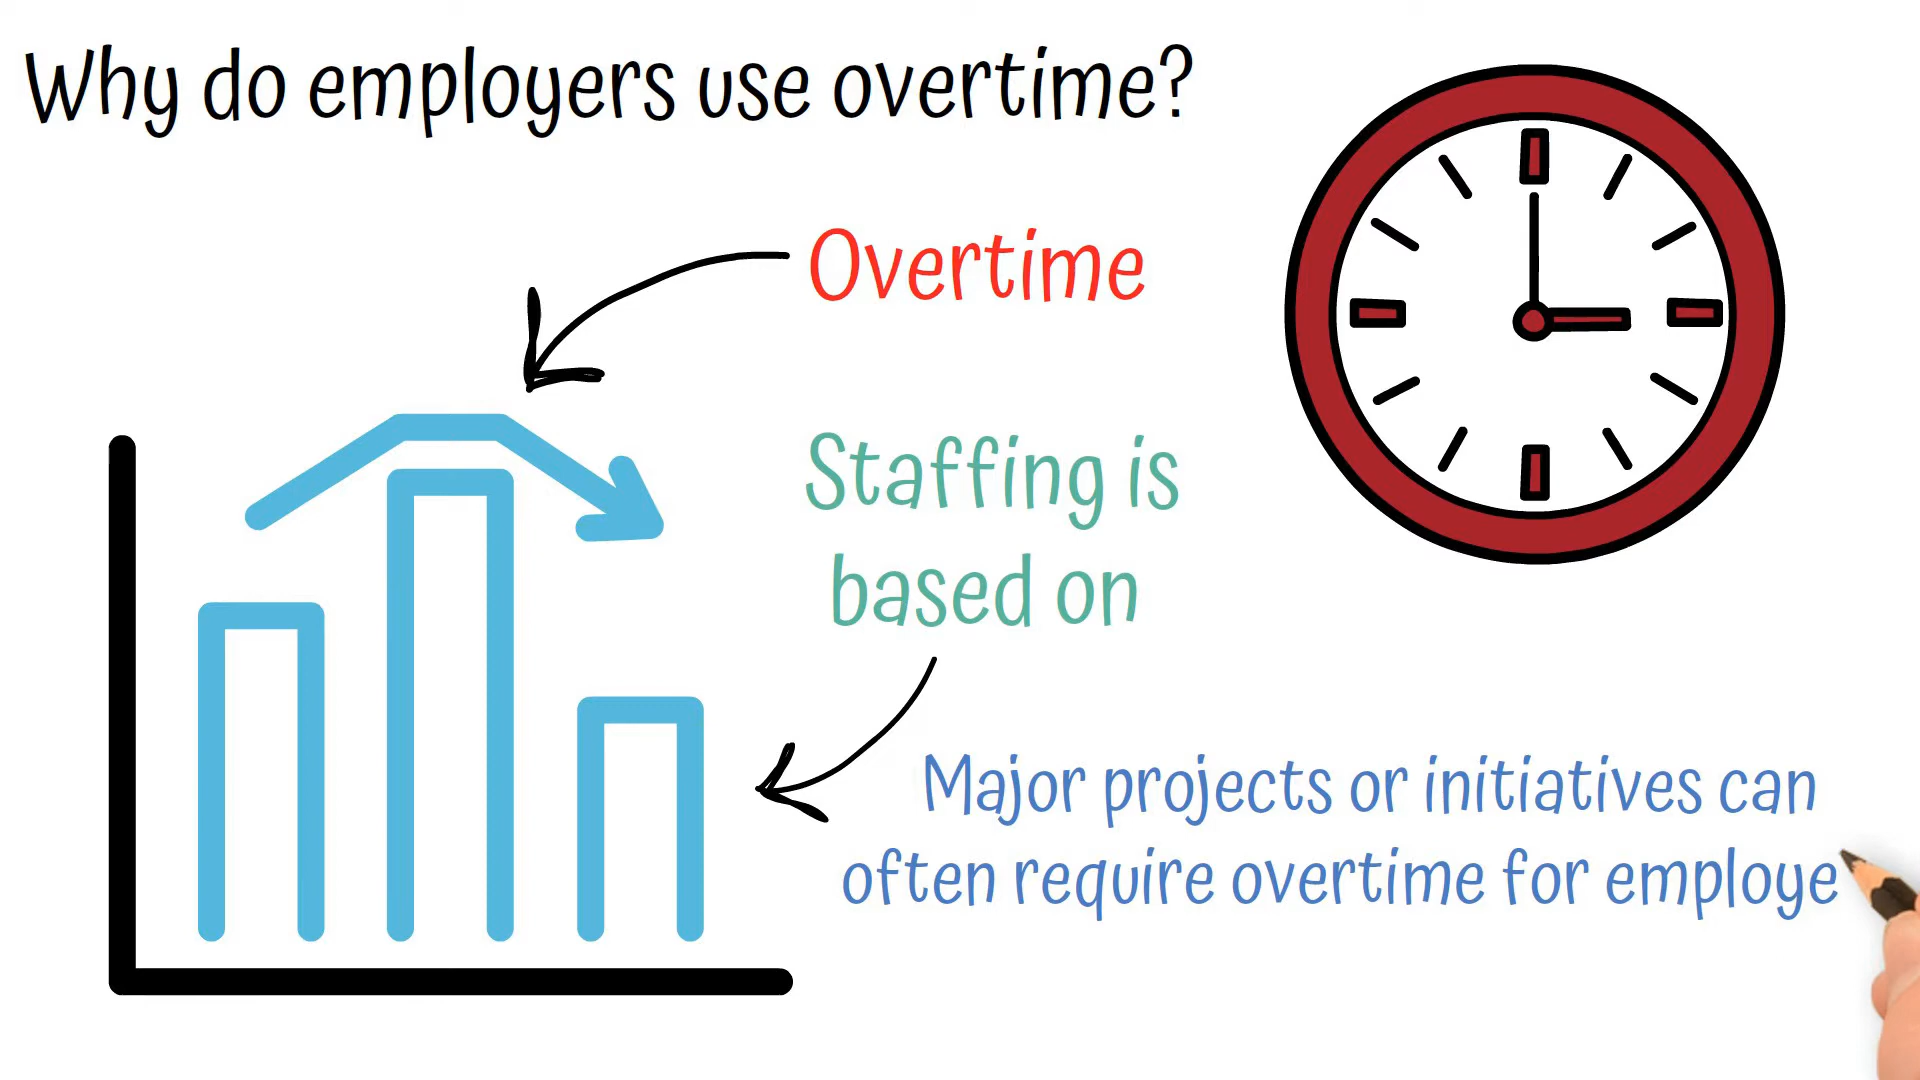 Why do employers use overtime?
Overtime
Staffing is
based on
Major projects or initiatives can
often require overtime for employe